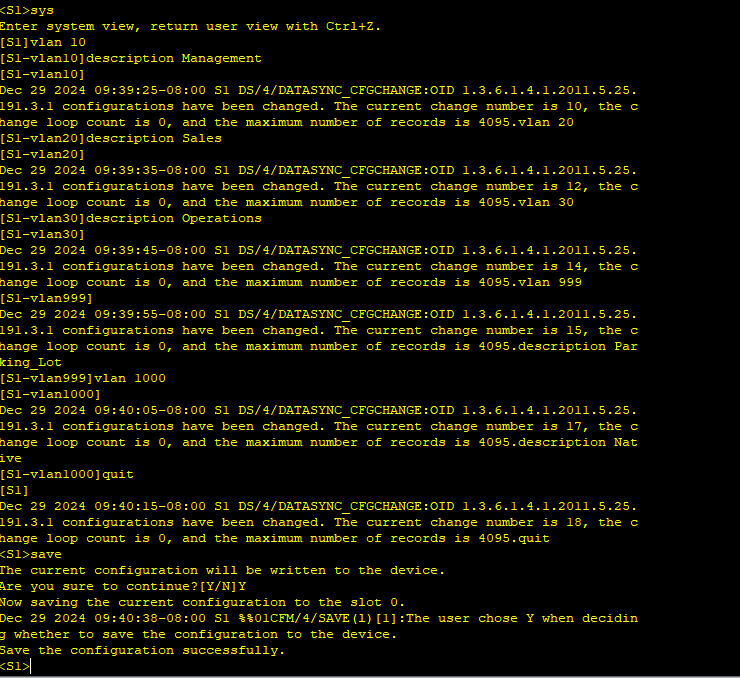 <S1>sys
Enter system view, return user view with Ctrl+Z.
[S1]vlan 10
[S1-vlan10]description Management
[S1-vlan10]
Dec 29 2024 09:39:25-08:00 S1 DS/4/DATASYNC_CFGCHANGE:OID 1.3.6.1.4.1.2011.5.25.
191.3.1 configurations have been changed. The current change number is 10, the c
hange loop count is 0, and the maximum number of records is 4095.vlan 20
[S1-vlan20]description Sales
[S1-vlan20]
Dec 29 2024 09:39:35-08:00 S1 DS/4/DATASYNC_CFGCHANGE:OID 1.3.6.1.4.1.2011.5.25.
191.3.1 configurations have been changed. The current change number is 12, the c
hange loop count is 0, and the maximum number of records is 4095.vlan 30
[S1-vlan30]description Operations
[S1-vlan30]
Dec 29 2024 09:39:45-08:00 S1 DS/4/DATASYNC_CFGCHANGE:OID 1.3.6.1.4.1.2011.5.25.
191.3.1 configurations have been changed. The current change number is 14, the c
hange loop count is 0, and the maximum number of records is 4095.vlan 999
[S1-vlan999]
Dec 29 2024 09:39:55-08:00 S1 DS/4/DATASYNC_CFGCHANGE:OID 1.3.6.1.4.1.2011.5.25.
191.3.1 configurations have been changed. The current change number is 15, the c
hange loop count is 0, and the maximum number of records is 4095.description Par
king_Lot
[S1-vlan999]vlan 1000
[S1-vlan1000]
Dec 29 2024 09:40:05-08:00 S1 DS/4/DATASYNC_CFGCHANGE:OID 1.3.6.1.4.1.2011.5.25.
191.3.1 configurations have been changed. The current change number is 17, the c
hange loop count is 0, and the maximum number of records is 4095.description Nat
ive
[S1-vlan1000]quit
[S1]
Dec 29 2024 09:40:15-08:00 S1 DS/4/DATASYNC_CFGCHANGE:OID 1.3.6.1.4.1.2011.5.25.
191.3.1 configurations have been changed. The current change number is 18, the c
hange loop count is 0, and the maximum number of records is 4095.quit
<S1>save
The current configuration will be written to the device.
Are you sure to continue?[Y/N]Y
Now saving the current configuration to the slot 0.
Dec 29 2024 09:40:38-08:00 S1 %%01CFM/4/SAVE(l)[1]:The user chose Y when decidin
g whether to save the configuration to the device.
Save the configuration successfully.
<S1>